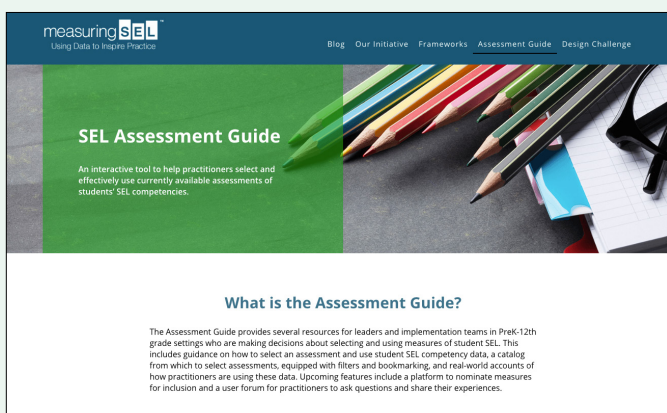 measuring SEL™
Using Data to Inspire Practice
Blog Our Initiative Frameworks Assessment Guide Design Challenge
SEL Assessment Guide
An interactive tool to help practitioners select and
effectively use currently available assessments of
students' SEL competencies.
What is the Assessment Guide?
The Assessment Guide provides several resources for leaders and implementation teams in PreK-12th
grade settings who are making decisions about selecting and using measures of student SEL. This
includes guidance on how to select an assessment and use student SEL competency data, a catalog
from which to select assessments, equipped with filters and bookmarking, and real-world accounts of
how practitioners are using these data. Upcoming features include a platform to nominate measures
for inclusion and a user forum for practitioners to ask questions and share their experiences.